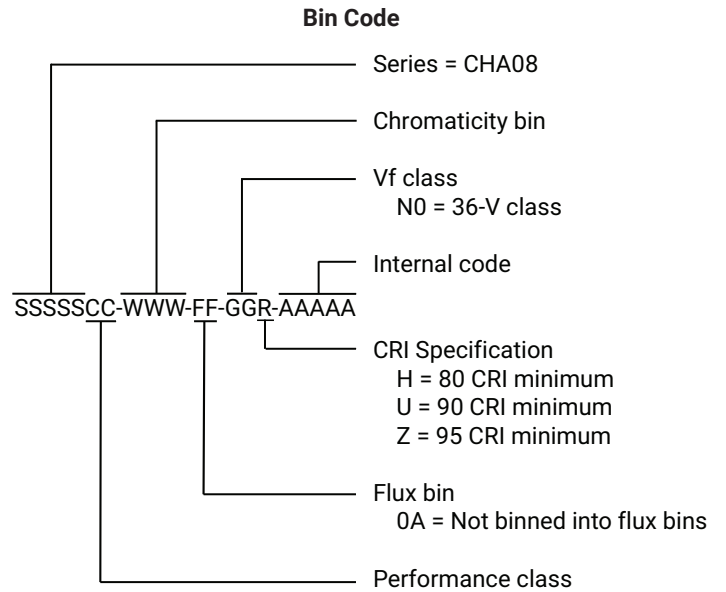 Bin Code
Series = CHA08
Chromaticity bin
Vf class
N0 = 36-V class
Internal code
SSSSSCC-WWW-FF-GGR-AAAAA
CRI Specification
H = 80 CRI minimum
U = 90 CRI minimum
Z = 95 CRI minimum
Flux bin
0A = Not binned into flux bins
Performance class